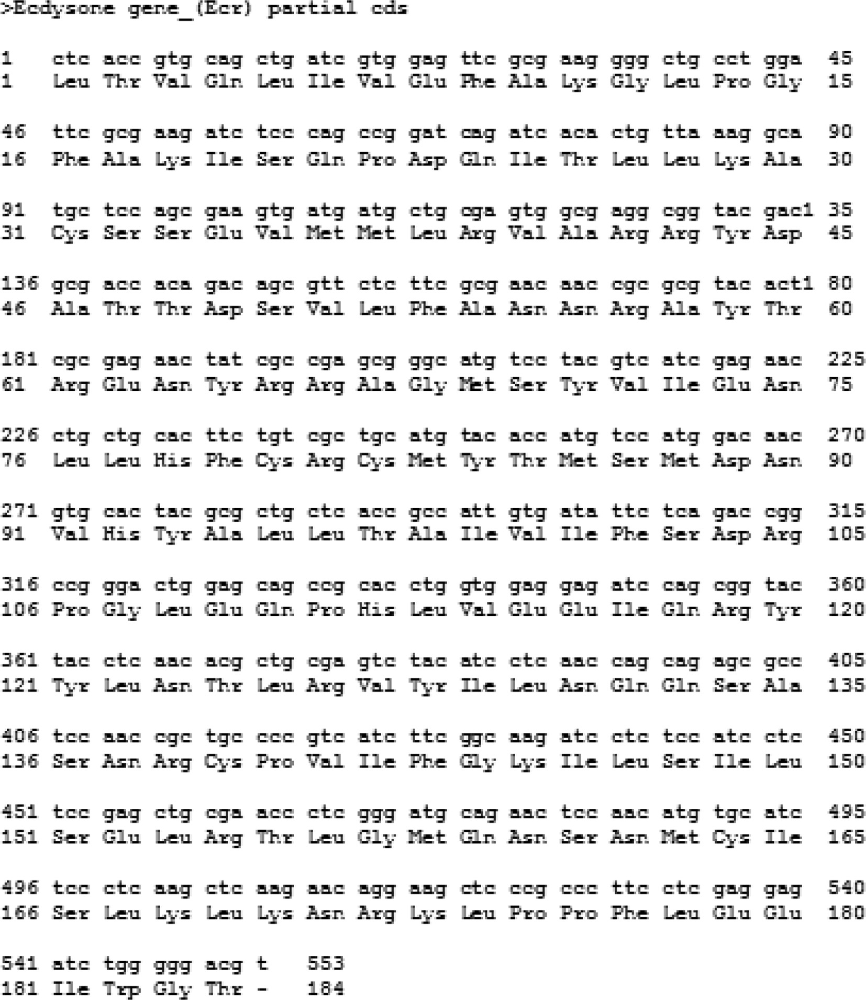 >Ecdysone gene_(Ecr) partial cds
1 ctc acc gtg cag ctg atc gtg gag ttc gcg aag ggg ctg cct gga 45
1 Leu Thr Val Gln Leu Ile Val Glu Phe Ala Lys Gly Leu Pro Gly 15
46 ttc gcg aag atc tcc cag ccg gat cag atc aca ctg tta aag gca 90
16 Phe Ala Lys Ile Ser Gln Pro Asp Gln Ile Thr Leu Leu Lys Ala 30
91 tgc tcc agc gaa gtg atg atg ctg cga gtg gcg agg cgg tac gac1 35
31 Cys Ser Ser Glu Val Met Met Leu Arg Val Ala Arg Arg Tyr Asp 45
136 gcg acc aca gac agc gtt ctc ttc gcg aac aac cgc gcg tac act1 80
46 Ala Thr Thr Asp Ser Val Leu Phe Ala Asn Asn Arg Ala Tyr Thr 60
181 cgc gag aac tat cgc cga gcg ggc atg tcc tac gtc atc gag aac 225
61 Arg Glu Asn Tyr Arg Arg Ala Gly Met Ser Tyr Val Ile Glu Asn 75
226 ctg ctg cac ttc tgt cgc tgc atg tac acc atg tcc atg gac aac 270
76 Leu Leu His Phe Cys Arg Cys Met Tyr Thr Met Ser Met Asp Asn 90
271 gtg cac tac gcg ctg ctc acc gcc att gtg ata ttc tca gac cgg 315
91 Val His Tyr Ala Leu Leu Thr Ala Ile Val Ile Phe Ser Asp Arg 105
316 ccg gga ctg gag cag ccg cac ctg gtg gag gag atc cag cgg tac 360
106 Pro Gly Leu Glu Gln Pro His Leu Val Glu Glu Ile Gln Arg Tyr 120
361 tac ctc aac acg ctg cga gtc tac atc ctc aac cag cag agc gcc 405
121 Tyr Leu Asn Thr Leu Arg Val Tyr Ile Leu Asn Gln Gln Ser Ala 135
406 tcc aac cgc tgc ccc gtc atc ttc ggc aag atc ctc tcc atc ctc 450
136 Ser Asn Arg Cys Pro Val Ile Phe Gly Lys Ile Leu Ser Ile Leu 150
451 tcc gag ctg cga acc ctc ggg atg cag aac tcc aac atg tgc atc 495
151 Ser Glu Leu Arg Thr Leu Gly Met Gln Asn Ser Asn Met Cys Ile 165
496 tcc ctc aag ctc aag aac agg aag ctc ccg ccc ttc ctc gag gag 540
166 Ser Leu Lys Leu Lys Asn Arg Lys Leu Pro Pro Phe Leu Glu Glu 180
541 atc tgg ggg acg t 553
181 Ile Trp Gly Thr - 184